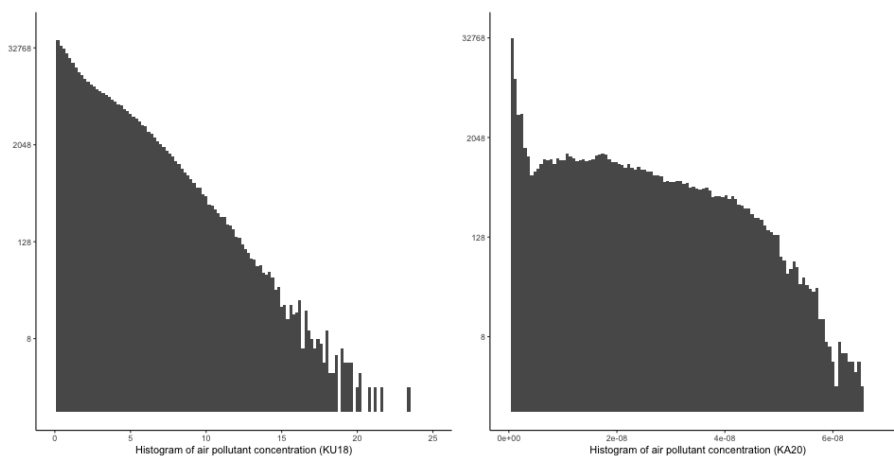 32768
2048
128
8
0
5
10
15
20
25
Histogram of air pollutant concentration (KU18)
32768
2048
128
8
0e+00
2e-08
4e-08
6e-08
Histogram of air pollutant concentration (KA20)